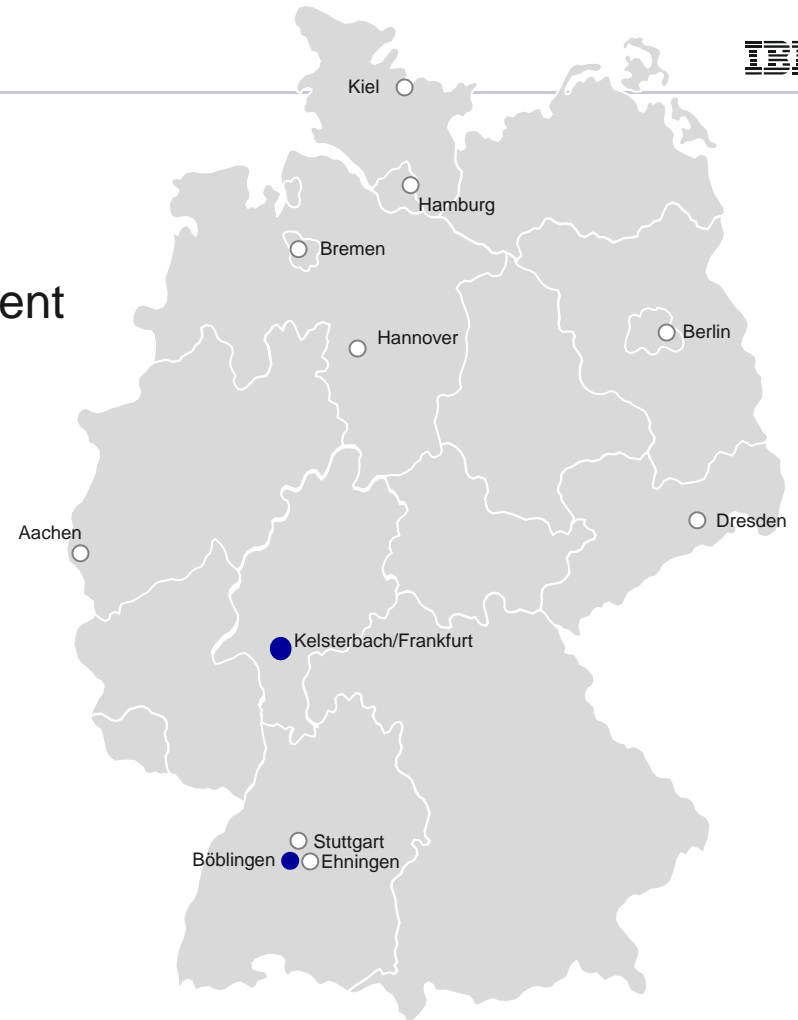 Kiel
Hamburg
Bremen
ent
Hannover
Berlin
Aachen
Dresden
Kelsterbach/Frankfurt
Stuttgart
Böblingen
Ehningen